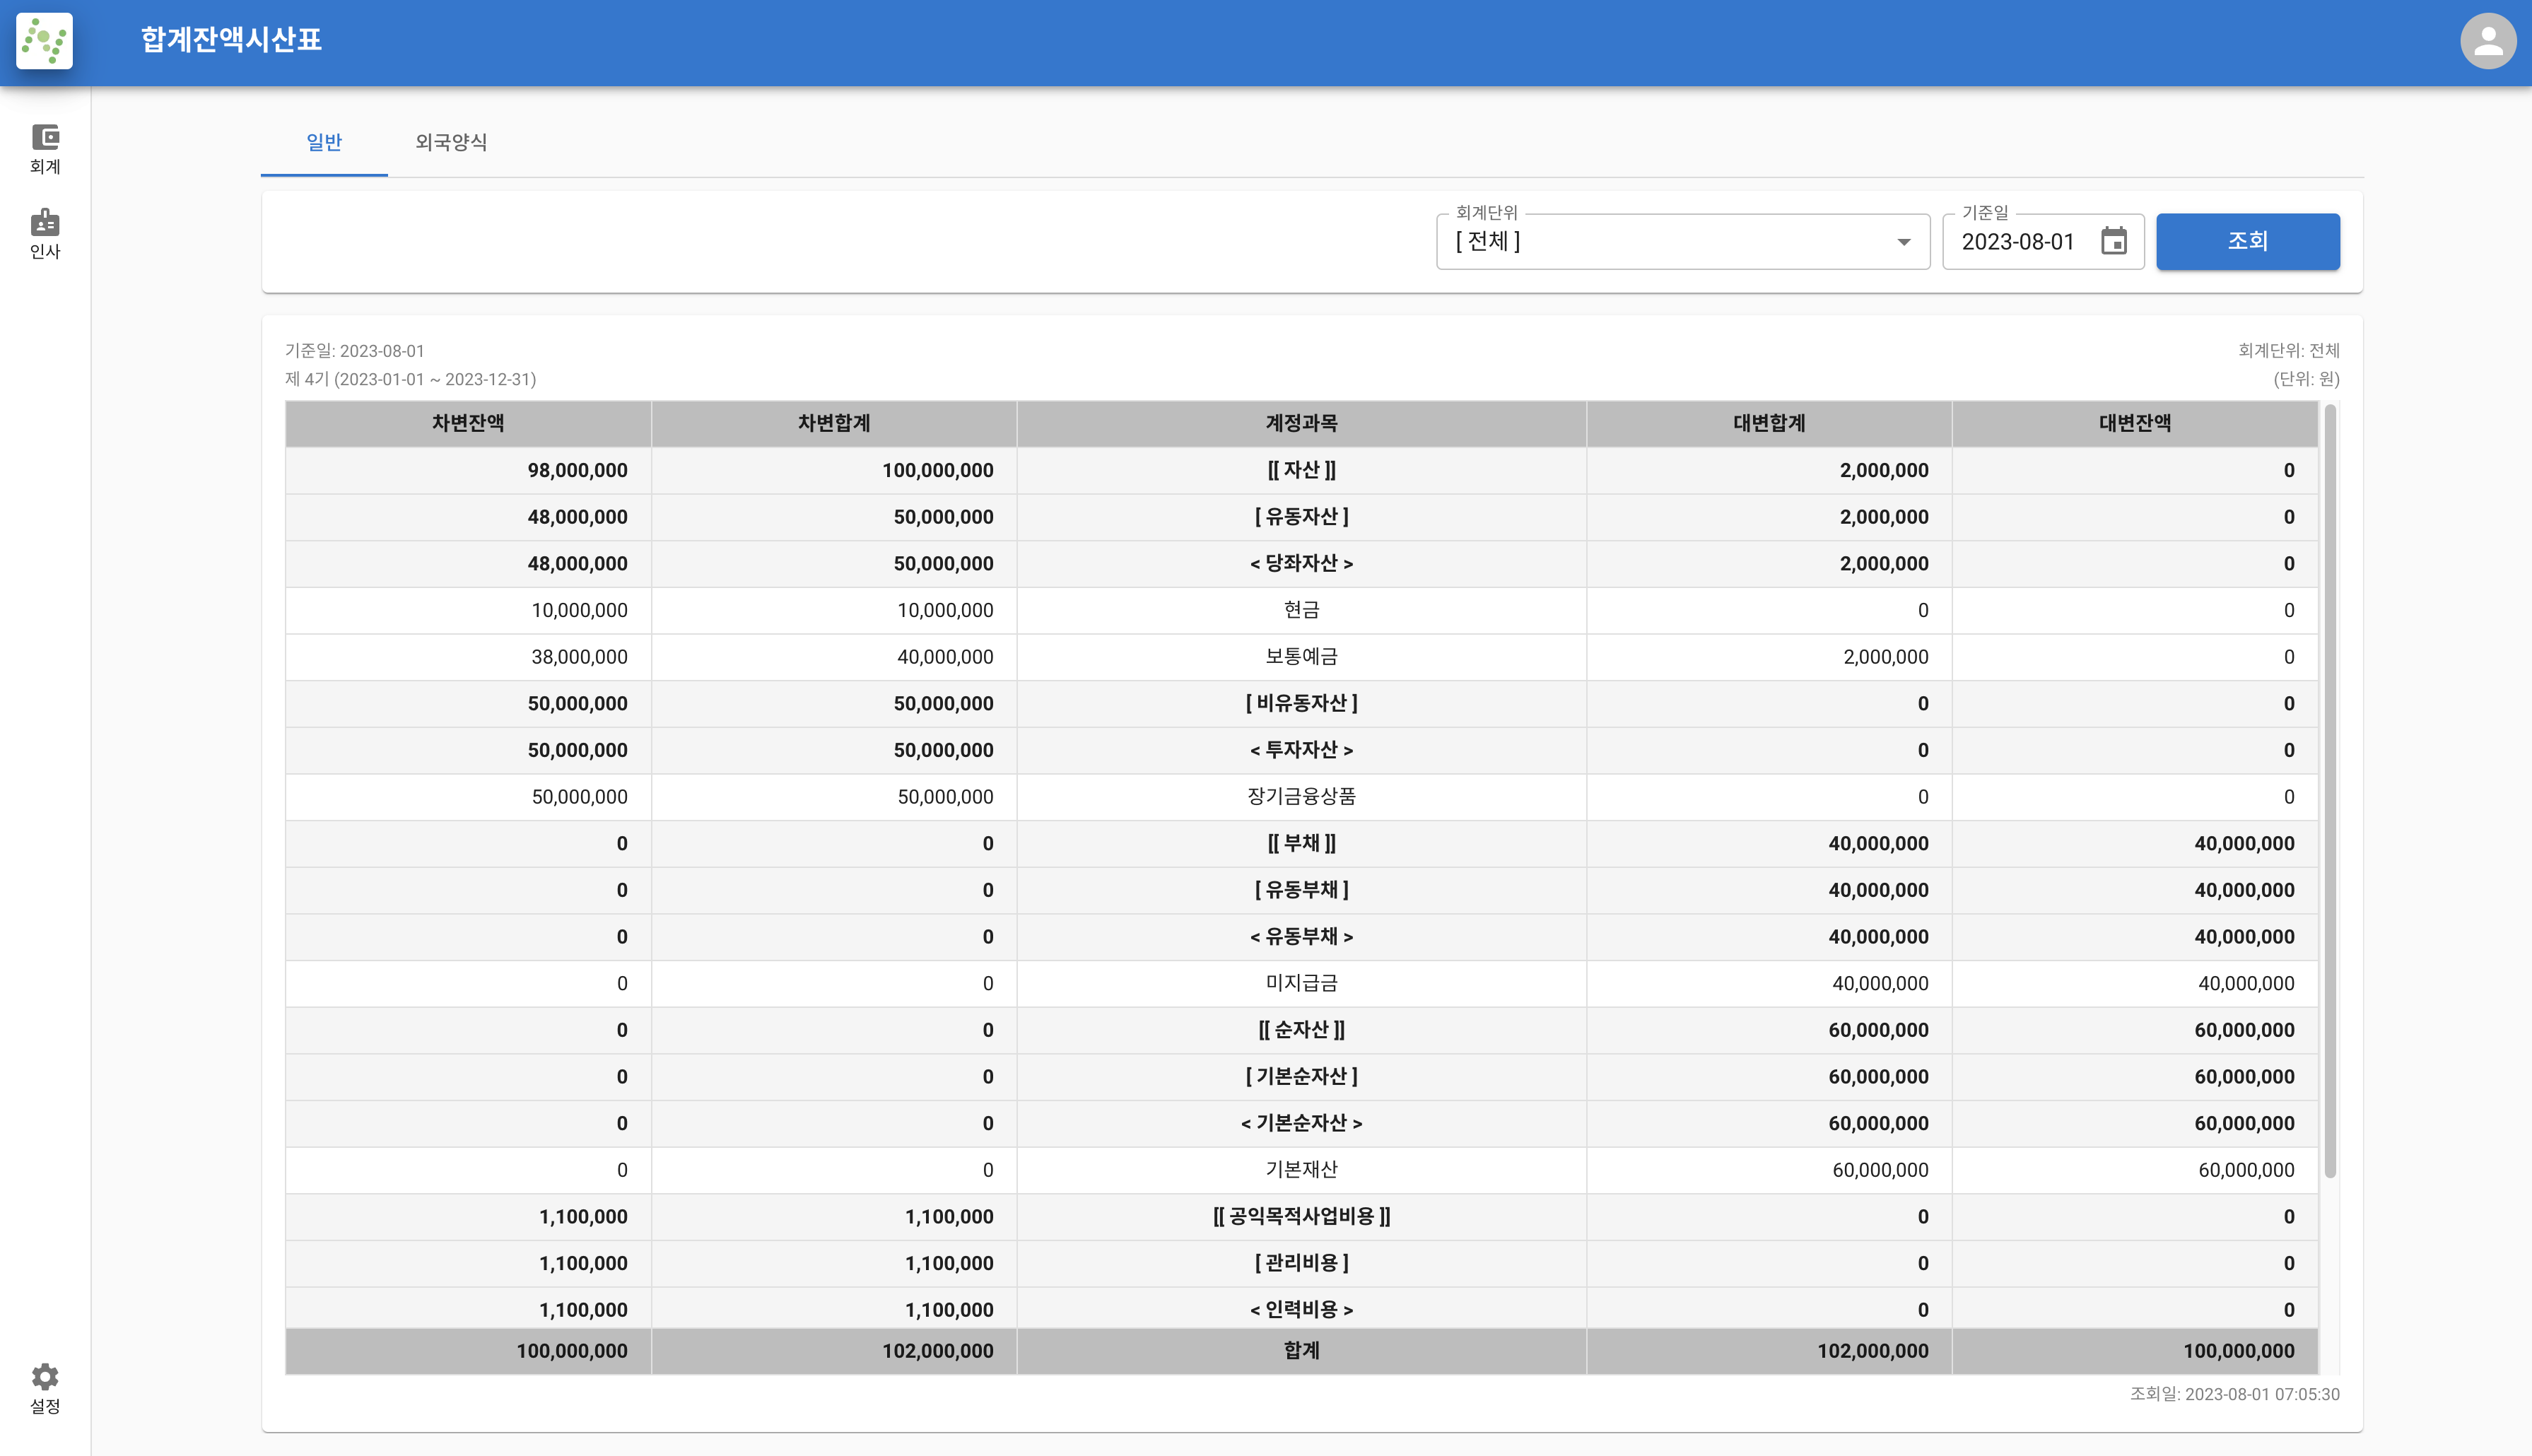 합계잔액시산표
회계
인사
설정
일반 외국양식
회계단위
[ 전체 ]
기준일
2023-08-01
조회
기준일: 2023-08-01 회계단위: 전체
제 4기 (2023-01-01 ~ 2023-12-31) (단위: 원)
차변잔액 차변합계 계정과목 대변합계 대변잔액
98,000,000 100,000,000 [[ 자산 ]] 2,000,000 0
48,000,000 50,000,000 [ 유동자산 ] 2,000,000 0
48,000,000 50,000,000 < 당좌자산 > 2,000,000 0
10,000,000 10,000,000 현금 0 0
38,000,000 40,000,000 보통예금 2,000,000 0
50,000,000 50,000,000 [ 비유동자산 ] 0 0
50,000,000 50,000,000 < 투자자산 > 0 0
50,000,000 50,000,000 장기금융상품 0 0
0 0 [[ 부채 ]] 40,000,000 40,000,000
0 0 [ 유동부채 ] 40,000,000 40,000,000
0 0 < 유동부채 > 40,000,000 40,000,000
0 0 미지급금 40,000,000 40,000,000
0 0 [[ 순자산 ]] 60,000,000 60,000,000
0 0 [ 기본순자산 ] 60,000,000 60,000,000
0 0 < 기본순자산 > 60,000,000 60,000,000
0 0 기본재산 60,000,000 60,000,000
1,100,000 1,100,000 [[ 공익목적사업비용 ]] 0 0
1,100,000 1,100,000 [ 관리비용 ] 0 0
1,100,000 1,100,000 < 인력비용 > 0 0
100,000,000 102,000,000 합계 102,000,000 100,000,000
조회일: 2023-08-01 07:05:30